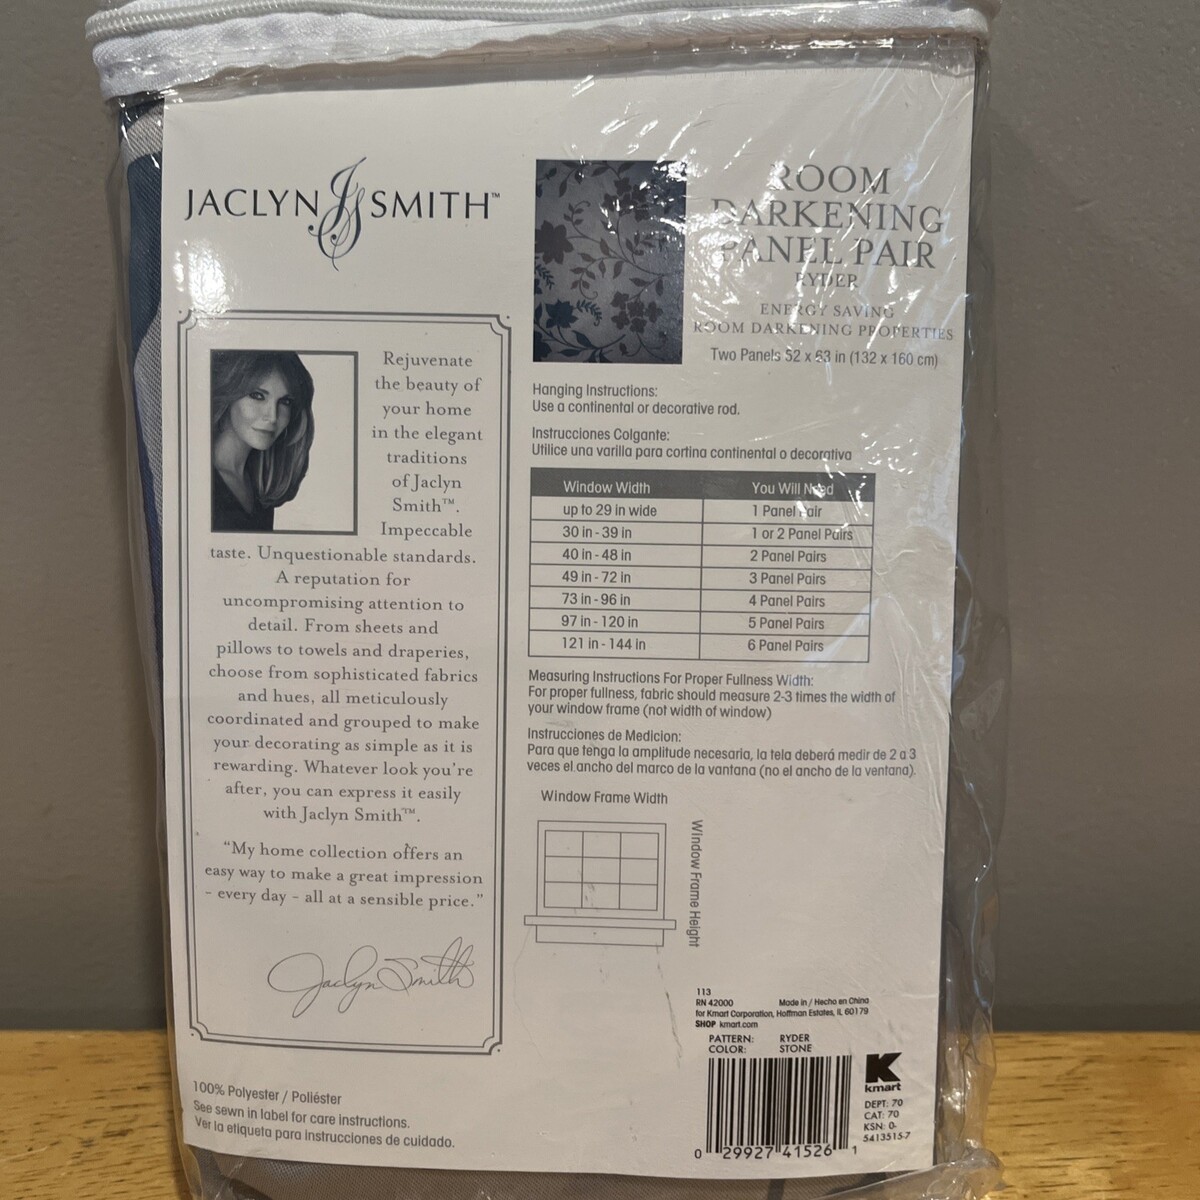 JACLYN SMITH™
Rejuvenate
the beauty of
your home
in the elegant
traditions
of Jaclyn
Smith™.
Impeccable
taste. Unquestionable standards.
A reputation for
uncompromising attention to
detail. From sheets and
pillows to towels and draperies,
choose from sophisticated fabrics
and hues, all meticulously
coordinated and grouped to make
your decorating as simple as it is
rewarding. Whatever look you're
after, you can express it easily
with Jaclyn Smith™.
"My home collection offers an
easy way to make a great impression
- every day - all at a sensible price."
Jaclyn Smith
100% Polyester / Poliéster
See sewn in label for care instructions.
Ver la etiqueta para instrucciones de cuidado.
ROOM
DARKENING
PANEL PAIR
RYDER
ENERGY SAVING
ROOM DARKENING PROPERTIES
Two Panels 52 x 63 in (132 x 160 cm)
Hanging Instructions:
Use a continental or decorative rod.
Instrucciones Colgante:
Utilice una varilla para cortina continental o decorativa
Window Width You Will Need
up to 29 in wide 1 Panel Pair
30 in - 39 in 1 or 2 Panel Pairs
40 in - 48 in 2 Panel Pairs
49 in - 72 in 3 Panel Pairs
73 in - 96 in 4 Panel Pairs
97 in - 120 in 5 Panel Pairs
121 in - 144 in 6 Panel Pairs
Measuring Instructions For Proper Fullness Width:
For proper fullness, fabric should measure 2-3 times the width of
your window frame (not width of window)
Instrucciones de Medicion:
Para que tenga la amplitude necesaria, la tela deberá medir de 2 a 3
veces el ancho del marco de la vantana (no el ancho de la ventana).
Window Frame Width
Window Frame Height
113
RN 42000 Made in / Hecho en China
for Kmart Corporation, Hoffman Estates, IL 60179
SHOP kmart.com
PATTERN: RYDER
COLOR: STONE
K
kmart
DEPT: 70
CAT: 70
KSN: 0-
5413515-7
0 29927 41526 1